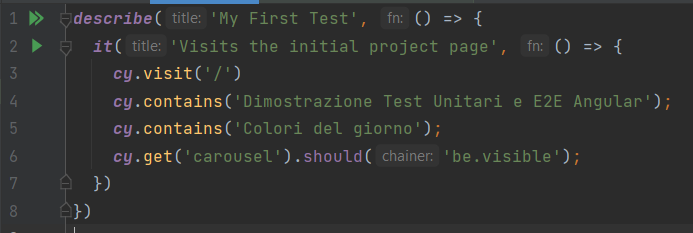 1 describe( title: 'My First Test', fn: () => {
2 it( title: 'Visits the initial project page', fn: () => {
3 cy.visit('/')
4 cy.contains('Dimostrazione Test Unitari e E2E Angular');
5 cy.contains('Colori del giorno');
6 cy.get('carousel').should( chainer: 'be.visible');
7 })
8 })